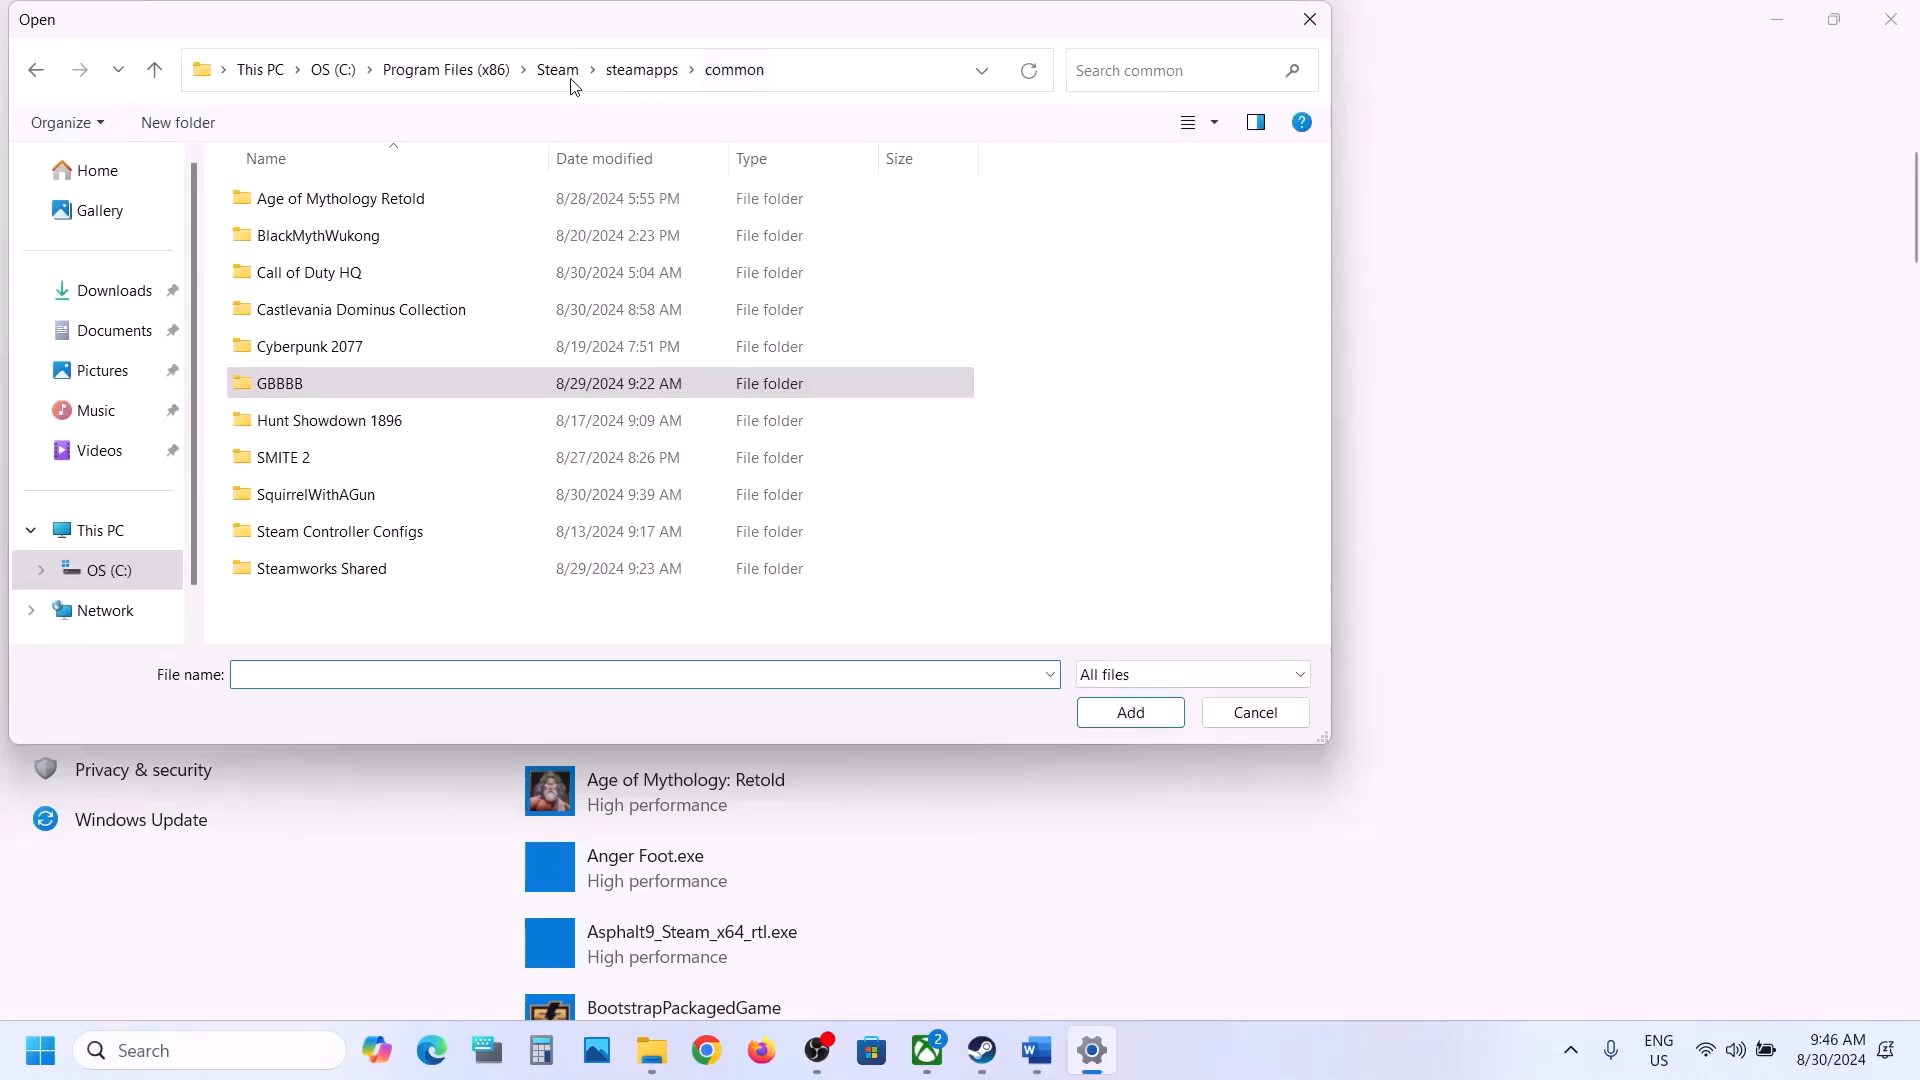 Open
This PC > OS (C:) > Program Files (x86) > Steam > steamapps > common
Search common
Organize
New folder
?
Home
Gallery
Downloads
Documents
Pictures
Music
Videos
This PC
OS (C:)
Network
Name Date modified Type Size
Age of Mythology Retold 8/28/2024 5:55 PM File folder
BlackMythWukong 8/20/2024 2:23 PM File folder
Call of Duty HQ 8/30/2024 5:04 AM File folder
Castlevania Dominus Collection 8/30/2024 8:58 AM File folder
Cyberpunk 2077 8/19/2024 7:51 PM File folder
GBBBB 8/29/2024 9:22 AM File folder
Hunt Showdown 1896 8/17/2024 9:09 AM File folder
SMITE 2 8/27/2024 8:26 PM File folder
SquirrelWithAGun 8/30/2024 9:39 AM File folder
Steam Controller Configs 8/13/2024 9:17 AM File folder
Steamworks Shared 8/29/2024 9:23 AM File folder
File name:
All files
Add
Cancel
Privacy & security
Windows Update
Age of Mythology: Retold
High performance
Anger Foot.exe
High performance
Asphalt9_Steam_x64_rtl.exe
High performance
BootstrapPackagedGame
Search
2
W
ENG
US
9:46 AM
8/30/2024